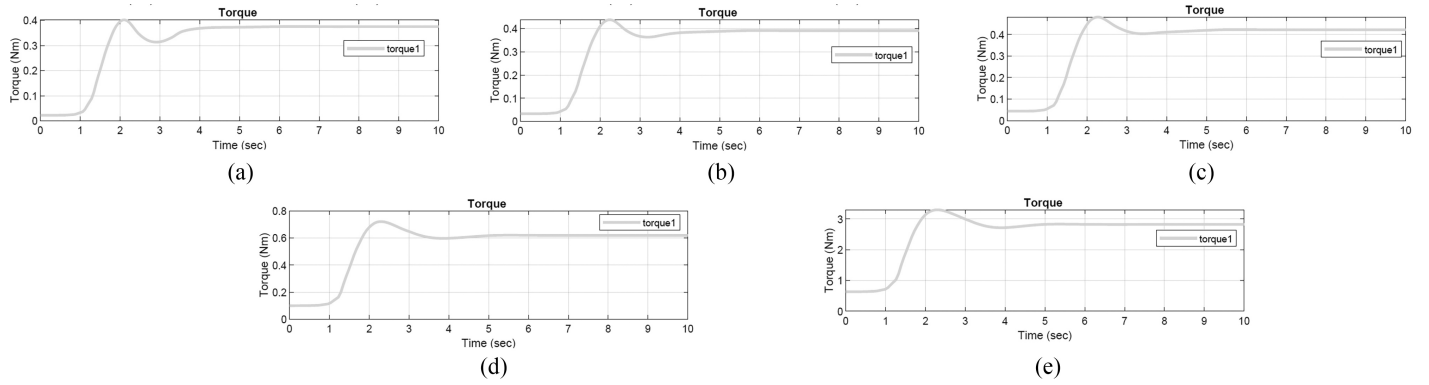 Torque
Torque (Nm)
0.4
0.3
0.2
0.1
0
torque1
0 1 2 3 4 5 6 7 8 9 10
Time (sec)
(a)
Torque
Torque (Nm)
0.4
0.3
0.2
0.1
0
torque1
0 1 2 3 4 5 6 7 8 9 10
Time (sec)
(b)
Torque
Torque (Nm)
0.4
0.3
0.2
0.1
0
torque1
0 1 2 3 4 5 6 7 8 9 10
Time (sec)
(c)
Torque
Torque (Nm)
0.8
0.6
0.4
0.2
0
torque1
0 1 2 3 4 5 6 7 8 9 10
Time (sec)
(d)
Torque
Torque (Nm)
3
2
1
0
torque1
0 1 2 3 4 5 6 7 8 9 10
Time (sec)
(e)